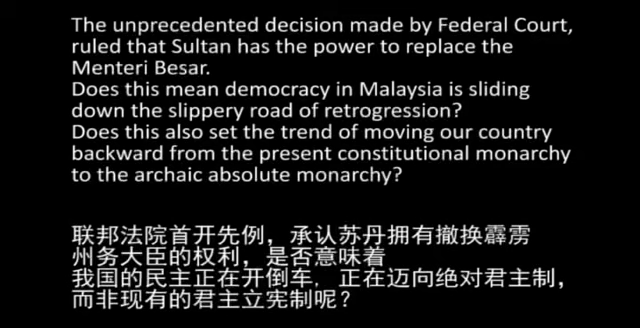 The unprecedented decision made by Federal Court,
ruled that Sultan has the power to replace the
Menteri Besar.
Does this mean democracy in Malaysia is sliding
down the slippery road of retrogression?
Does this also set the trend of moving our country
backward from the present constitutional monarchy
to the archaic absolute monarchy?
联邦法院首开先例，承认苏丹拥有撤换霹雳
州务大臣的权利，是否意味着
我国的民主正在开倒车，正在迈向绝对君主制，
而非现有的君主立宪制呢？